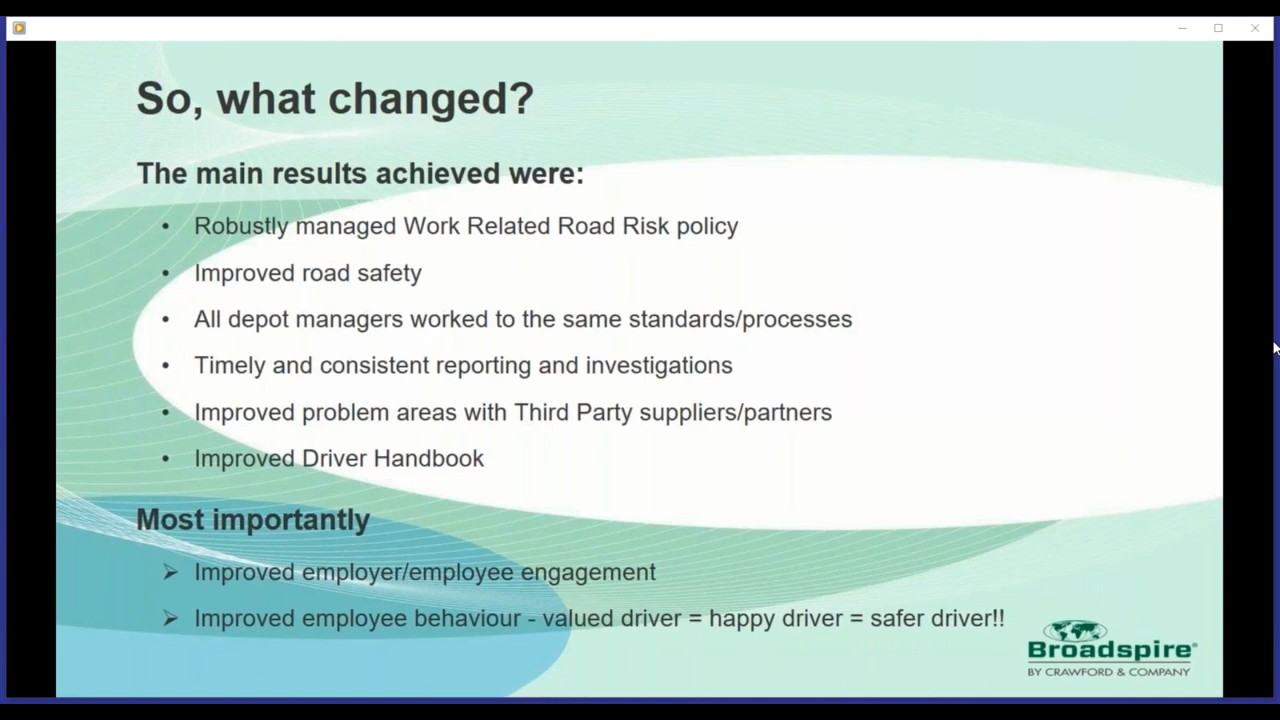 So, what changed?
The main results achieved were:
• Robustly managed Work Related Road Risk policy
• Improved road safety
• All depot managers worked to the same standards/processes
• Timely and consistent reporting and investigations
• Improved problem areas with Third Party suppliers/partners
• Improved Driver Handbook
Most importantly
➢ Improved employer/employee engagement
➢ Improved employee behaviour - valued driver = happy driver = safer driver!!
Broadspire®
BY CRAWFORD & COMPANY